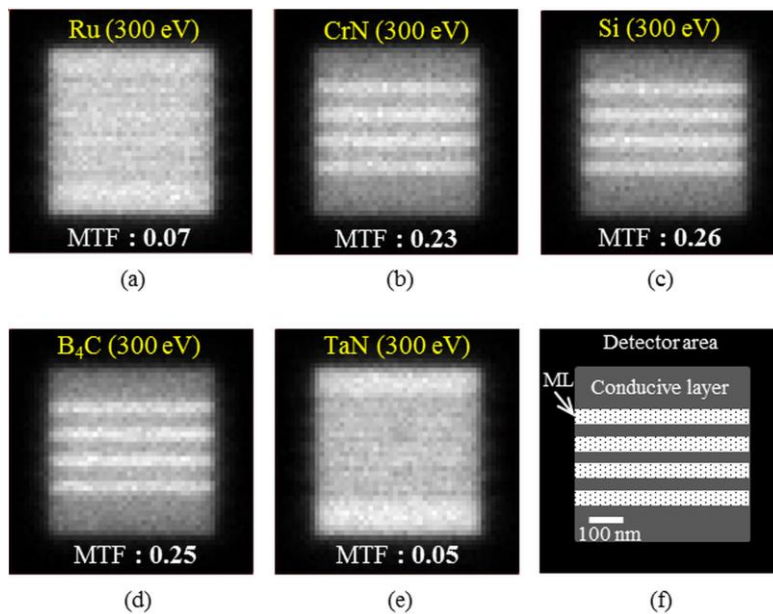 Ru (300 eV)
MTF : 0.07
(a)
CrN (300 eV)
MTF : 0.23
(b)
Si (300 eV)
MTF : 0.26
(c)
B₄C (300 eV)
MTF : 0.25
(d)
TaN (300 eV)
MTF : 0.05
(e)
Detector area
ML
Conducive layer
100 nm
(f)